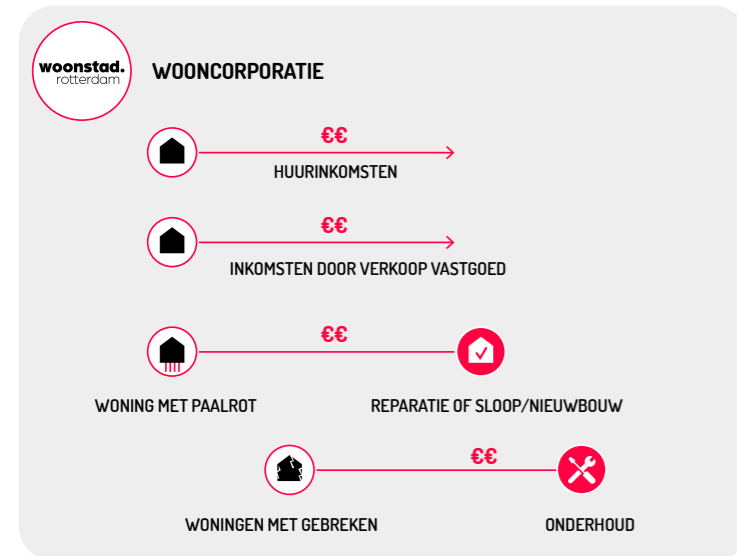 woonstad.
rotterdam
WOONCORPORATIE
€€
HUURINKOMSTEN
€€
INKOMSTEN DOOR VERKOOP VASTGOED
€€
WONING MET PAALROT
REPARATIE OF SLOOP/NIEUWBOUW
€€
WONINGEN MET GEBREKEN
ONDERHOUD